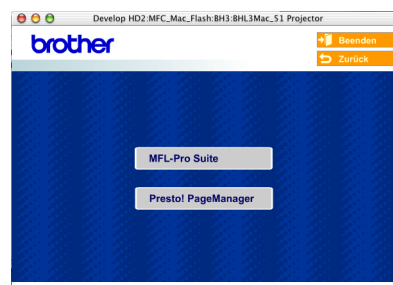 Develop HD2:MFC_Mac_Flash:BH3:BHL3Mac_S1 Projector
brother
Beenden
Zurück
MFL-Pro Suite
Presto! PageManager